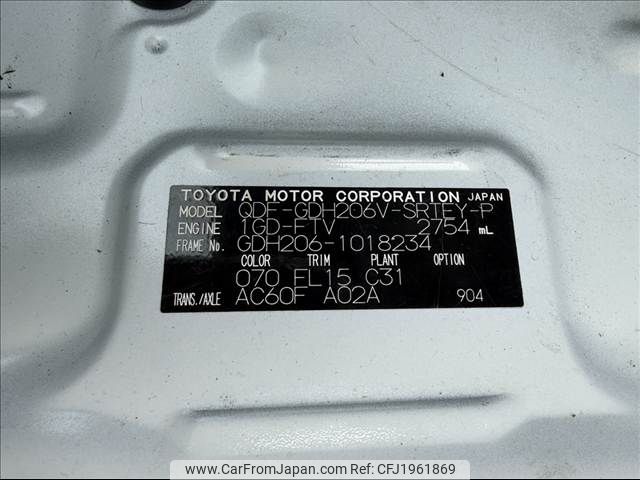 TOYOTA MOTOR CORPORATION JAPAN
MODEL QDF-GDH206V-SRTEY-P
ENGINE 1GD-FTV 2754 mL
FRAME No. GDH206-1018234
COLOR TRIM PLANT OPTION
070 FL15 C31
TRANS./AXLE AC60F A02A 904
www.CarFromJapan.com - CFJ1961869